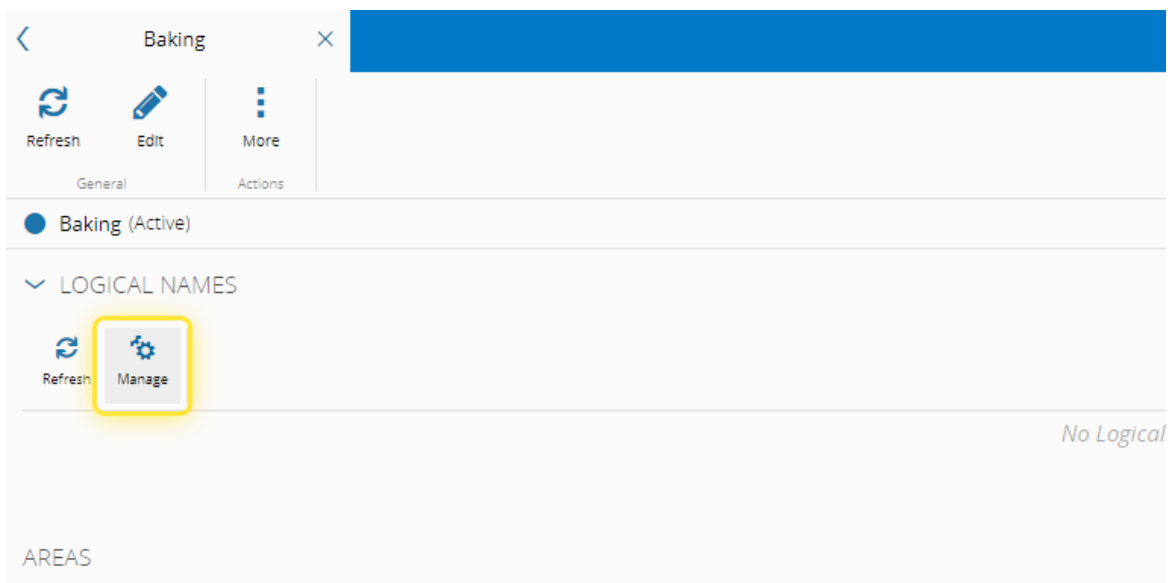 Baking
Refresh Edit More
General Actions
Baking (Active)
LOGICAL NAMES
Refresh Manage
No Logical
AREAS